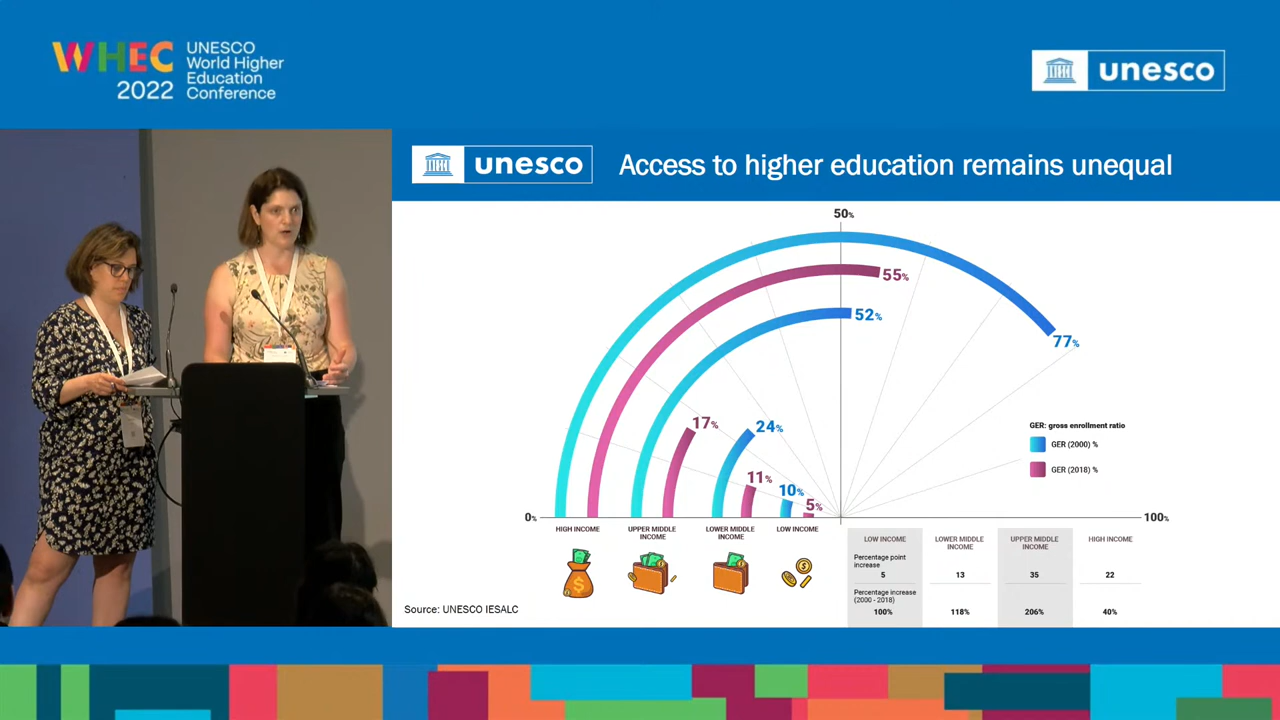 WHEC
2022
UNESCO
World Higher
Education
Conference
unesco
unesco
Access to higher education remains unequal
50%
55%
52%
77%
17%
24%
11%
10%
5%
GER: gross enrollment ratio
GER (2000) %
GER (2018) %
0%
100%
HIGH INCOME
UPPER MIDDLE
INCOME
LOWER MIDDLE
INCOME
LOW INCOME
LOW INCOME
LOWER MIDDLE
INCOME
UPPER MIDDLE
INCOME
HIGH INCOME
Percentage point
increase
5
13
35
22
Percentage increase
(2000 - 2018)
100%
118%
206%
40%
Source: UNESCO IESALC